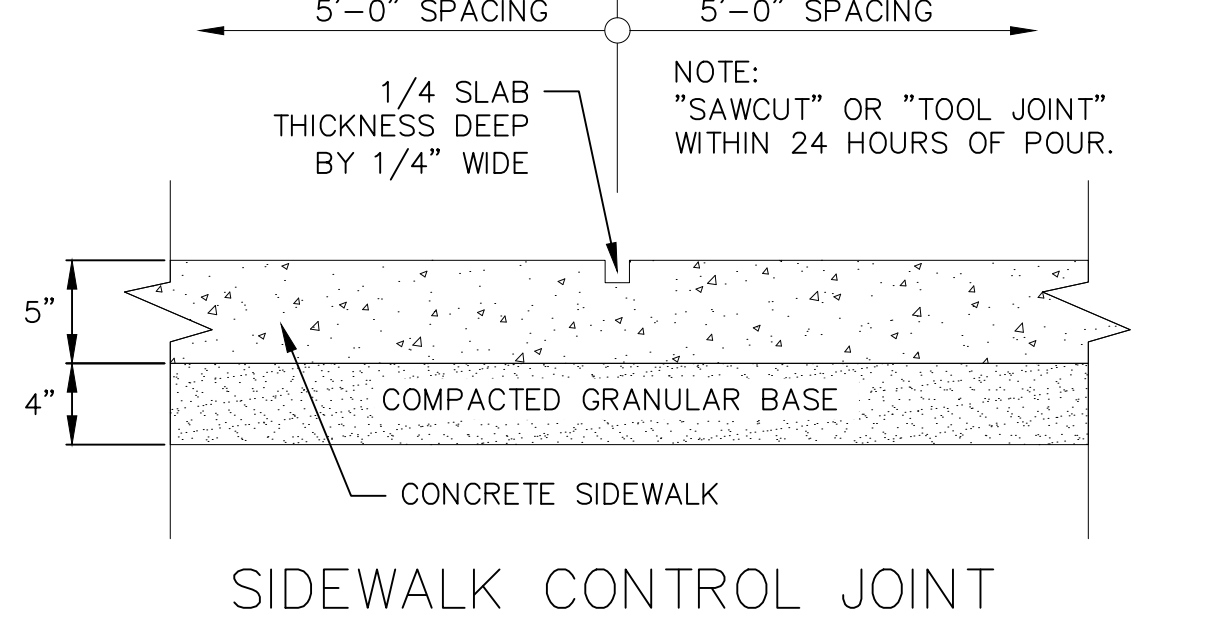 5'-0" SPACING
5'-0" SPACING
1/4 SLAB
THICKNESS DEEP
BY 1/4" WIDE
NOTE:
"SAWCUT" OR "TOOL JOINT"
WITHIN 24 HOURS OF POUR.
5"
4"
COMPACTED GRANULAR BASE
CONCRETE SIDEWALK
SIDEWALK CONTROL JOINT